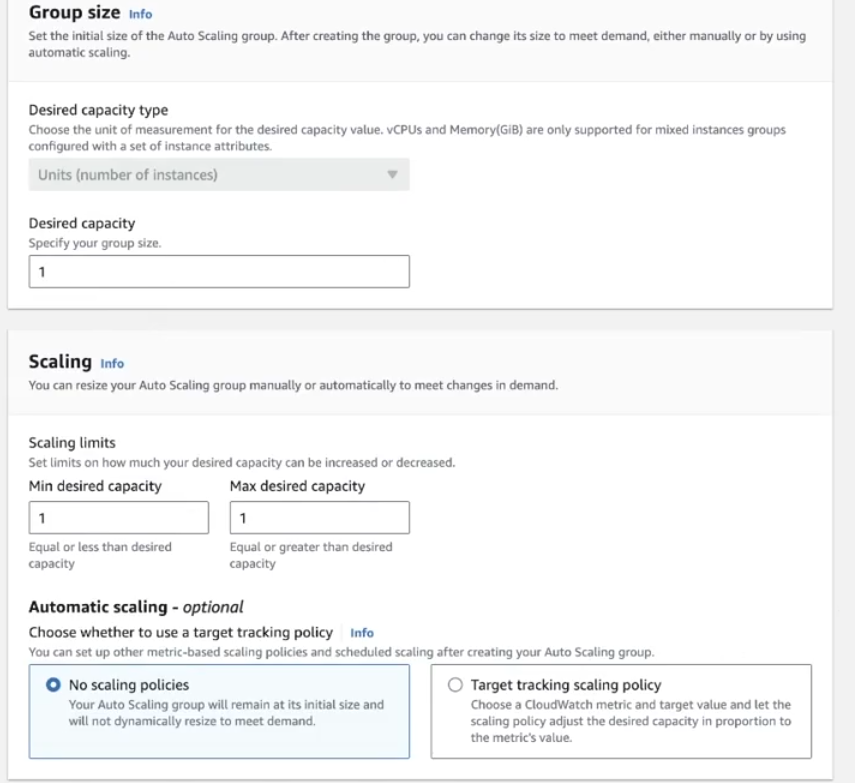 Group size Info
Set the initial size of the Auto Scaling group. After creating the group, you can change its size to meet demand, either manually or by using
automatic scaling.
Desired capacity type
Choose the unit of measurement for the desired capacity value. vCPUs and Memory(GiB) are only supported for mixed instances groups
configured with a set of instance attributes.
Units (number of instances)
Desired capacity
Specify your group size.
1
Scaling Info
You can resize your Auto Scaling group manually or automatically to meet changes in demand.
Scaling limits
Set limits on how much your desired capacity can be increased or decreased.
Min desired capacity
1
Equal or less than desired
capacity
Max desired capacity
1
Equal or greater than desired
capacity
Automatic scaling - optional
Choose whether to use a target tracking policy Info
You can set up other metric-based scaling policies and scheduled scaling after creating your Auto Scaling group.
No scaling policies
Your Auto Scaling group will remain at its initial size and
will not dynamically resize to meet demand.
Target tracking scaling policy
Choose a CloudWatch metric and target value and let the
scaling policy adjust the desired capacity in proportion to
the metric's value.